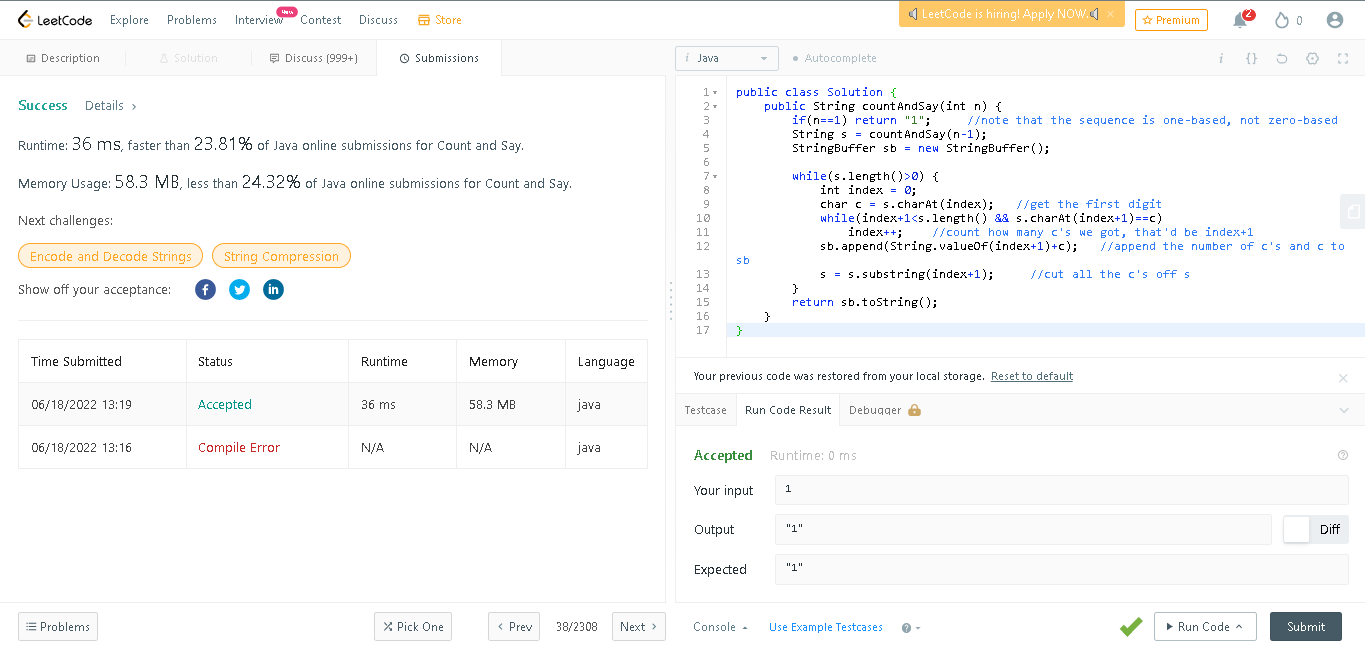 LeetCode Explore Problems Interview New Contest Discuss Store LeetCode is hiring! Apply NOW. × Premium 2 0
Description Solution Discuss (999+) Submissions
Success Details ›
Runtime: 36 ms, faster than 23.81% of Java online submissions for Count and Say.
Memory Usage: 58.3 MB, less than 24.32% of Java online submissions for Count and Say.
Next challenges:
Encode and Decode Strings String Compression
Show off your acceptance:
Time Submitted Status Runtime Memory Language
06/18/2022 13:19 Accepted 36 ms 58.3 MB java
06/18/2022 13:16 Compile Error N/A N/A java
Problems Pick One ‹ Prev 38/2308 Next ›
i Java • Autocomplete i {}
1 public class Solution {
2 public String countAndSay(int n) {
3 if(n==1) return "1"; //note that the sequence is one-based, not zero-based
4 String s = countAndSay(n-1);
5 StringBuffer sb = new StringBuffer();
6
7 while(s.length()>0) {
8 int index = 0;
9 char c = s.charAt(index); //get the first digit
10 while(index+1<s.length() && s.charAt(index+1)==c)
11 index++; //count how many c's we got, that'd be index+1
12 sb.append(String.valueOf(index+1)+c); //append the number of c's and c to
sb
13 s = s.substring(index+1); //cut all the c's off s
14 }
15 return sb.toString();
16 }
17 }
Your previous code was restored from your local storage. Reset to default ×
Testcase Run Code Result Debugger
Accepted Runtime: 0 ms ?
Your input 1
Output "1" Diff
Expected "1"
Console Use Example Testcases ? Run Code Submit